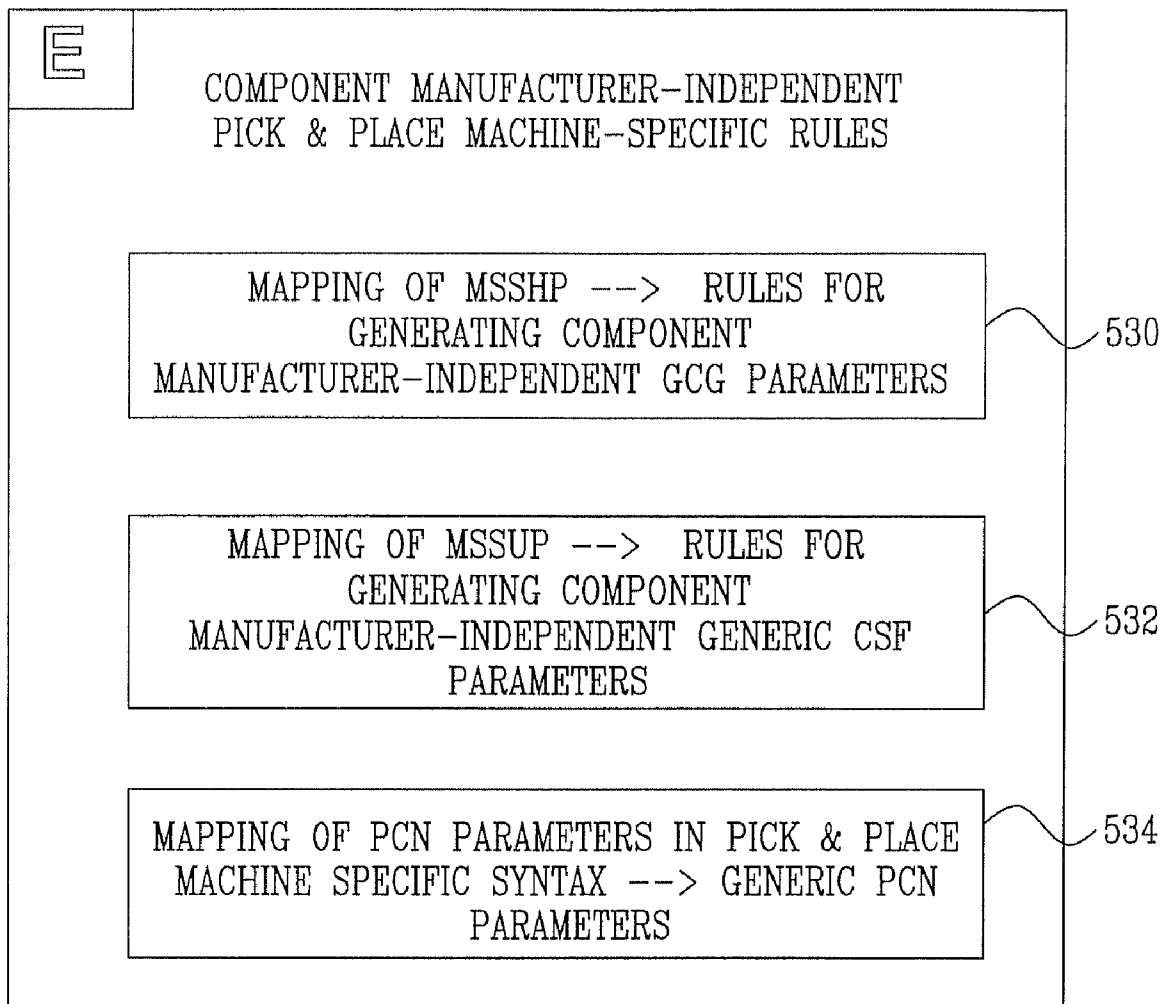 E
COMPONENT MANUFACTURER-INDEPENDENT
PICK & PLACE MACHINE-SPECIFIC RULES
MAPPING OF MSSHP --> RULES FOR
GENERATING COMPONENT
MANUFACTURER-INDEPENDENT GCG PARAMETERS
530
MAPPING OF MSSUP --> RULES FOR
GENERATING COMPONENT
MANUFACTURER-INDEPENDENT GENERIC CSF
PARAMETERS
532
MAPPING OF PCN PARAMETERS IN PICK & PLACE
MACHINE SPECIFIC SYNTAX --> GENERIC PCN
PARAMETERS
534